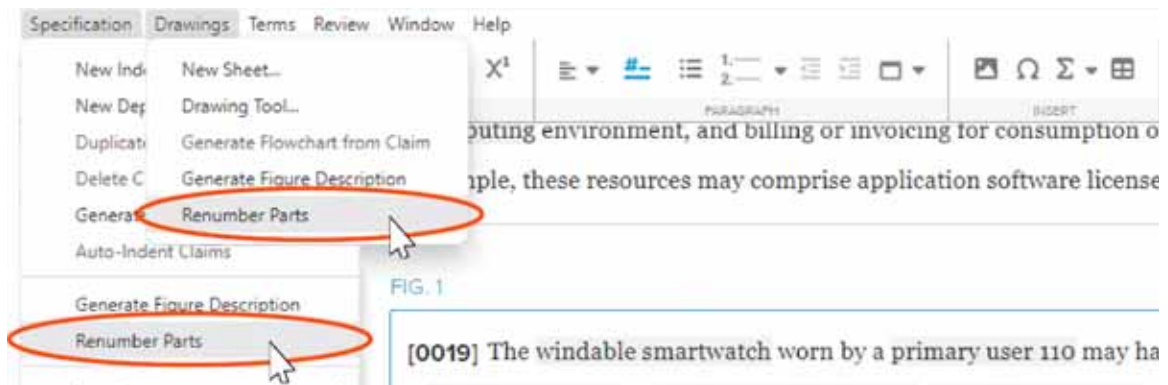 Specification Drawings Terms Review Window Help
New Ind
New Dep
Duplicat
Delete C
Genera
Auto-Indent Claims
Generate Figure Description
Renumber Parts
New Sheet...
Drawing Tool...
Generate Flowchart from Claim
Generate Figure Description
Renumber Parts
X¹
1.
2.
PARAGRAPH
INSERT
puting environment, and billing or invoicing for consumption o
nple, these resources may comprise application software license
FIG. 1
[0019] The windable smartwatch worn by a primary user 110 may ha